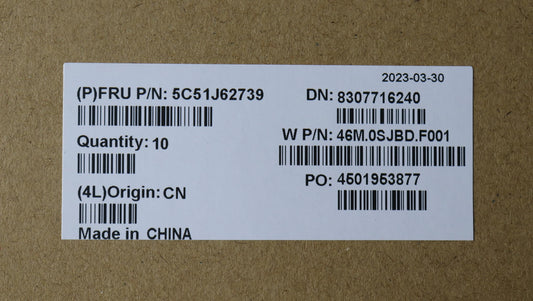 2023-03-30
(P)FRU P/N: 5C51J62739
DN: 8307716240
Quantity: 10
W P/N: 46M.0SJBD.F001
(4L)Origin: CN
PO: 4501953877
Made in CHINA